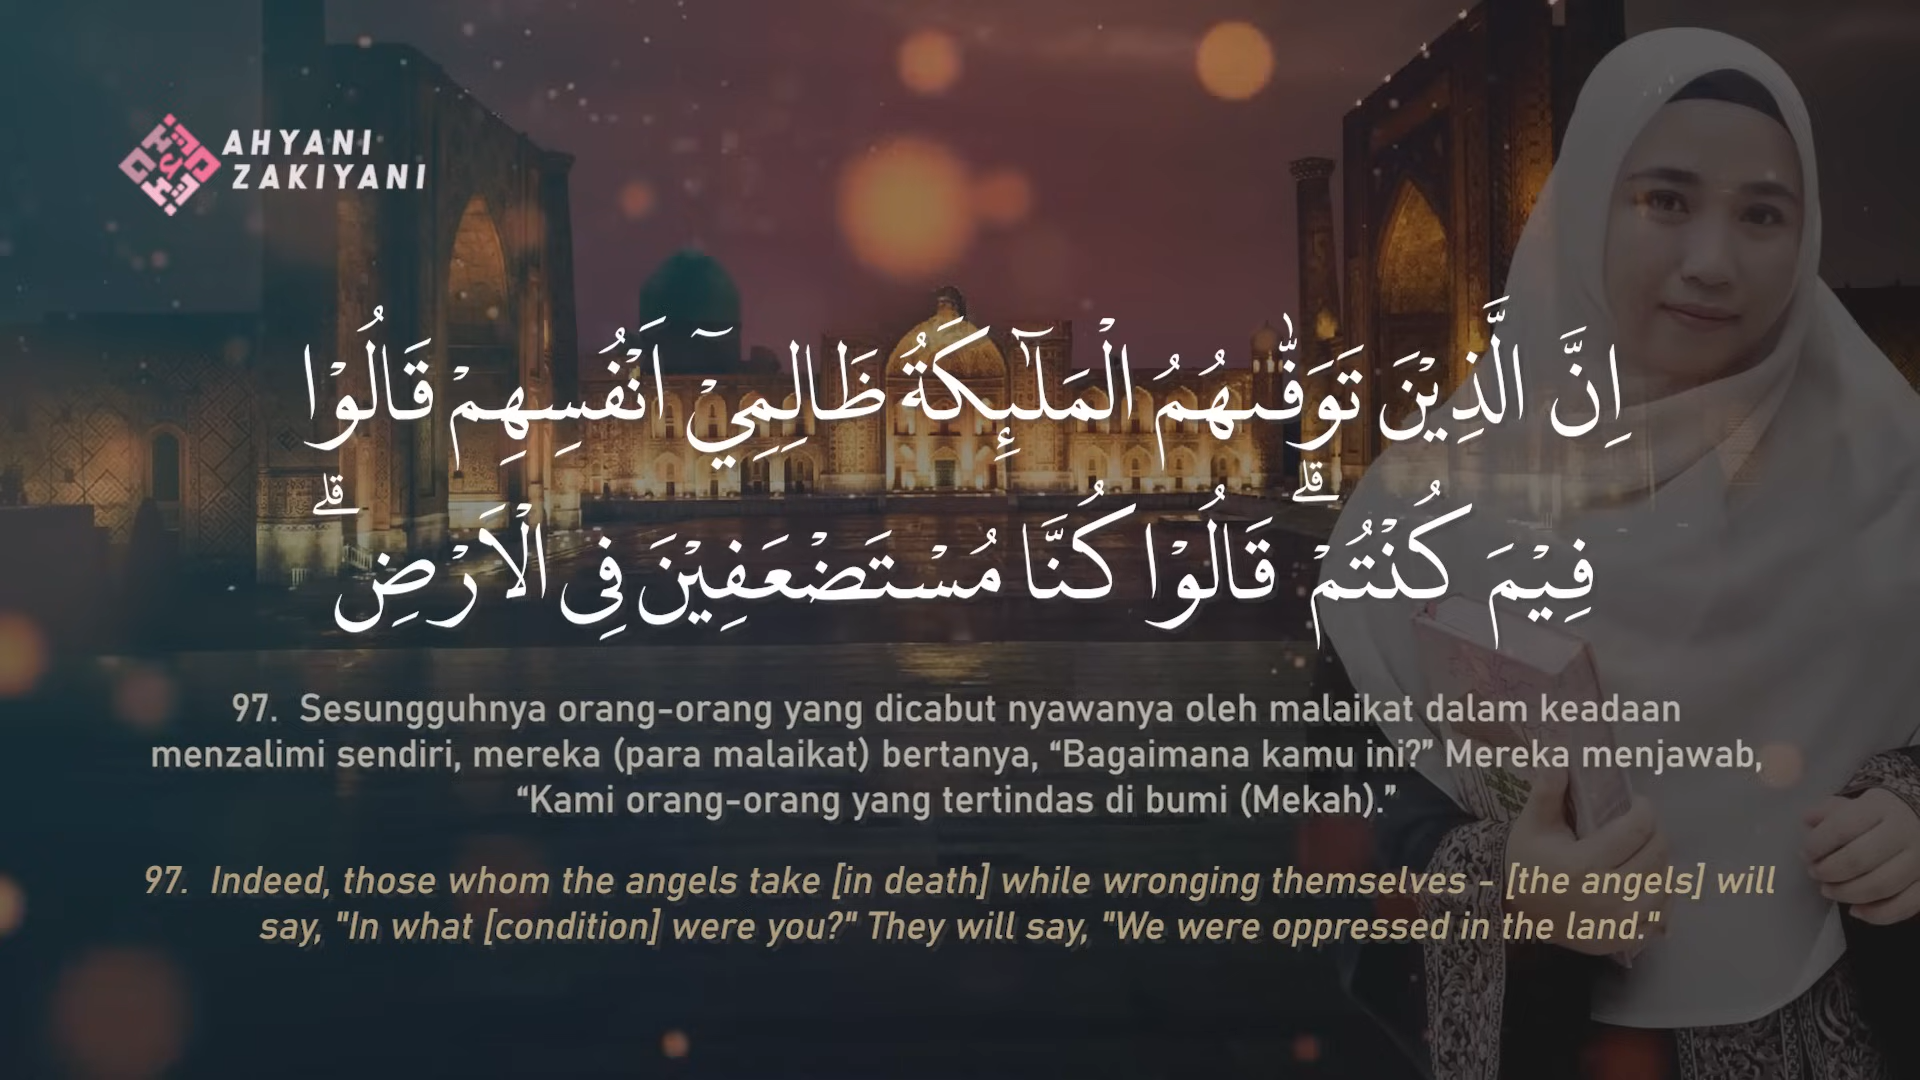 AHYANI
ZAKIYANI
اِنَّ الَّذِيْنَ تَوَفّٰىهُمُ الْمَلٰۤىِٕكَةُ ظَالِمِيْٓ اَنْفُسِهِمْ قَالُوْا
فِيْمَ كُنْتُمْ ۗ قَالُوْا كُنَّا مُسْتَضْعَفِيْنَ فِى الْاَرْضِ ۗ
97. Sesungguhnya orang-orang yang dicabut nyawanya oleh malaikat dalam keadaan
menzalimi sendiri, mereka (para malaikat) bertanya, “Bagaimana kamu ini?” Mereka menjawab,
“Kami orang-orang yang tertindas di bumi (Mekah).”
97. Indeed, those whom the angels take [in death] while wronging themselves - [the angels] will
say, "In what [condition] were you?" They will say, "We were oppressed in the land."